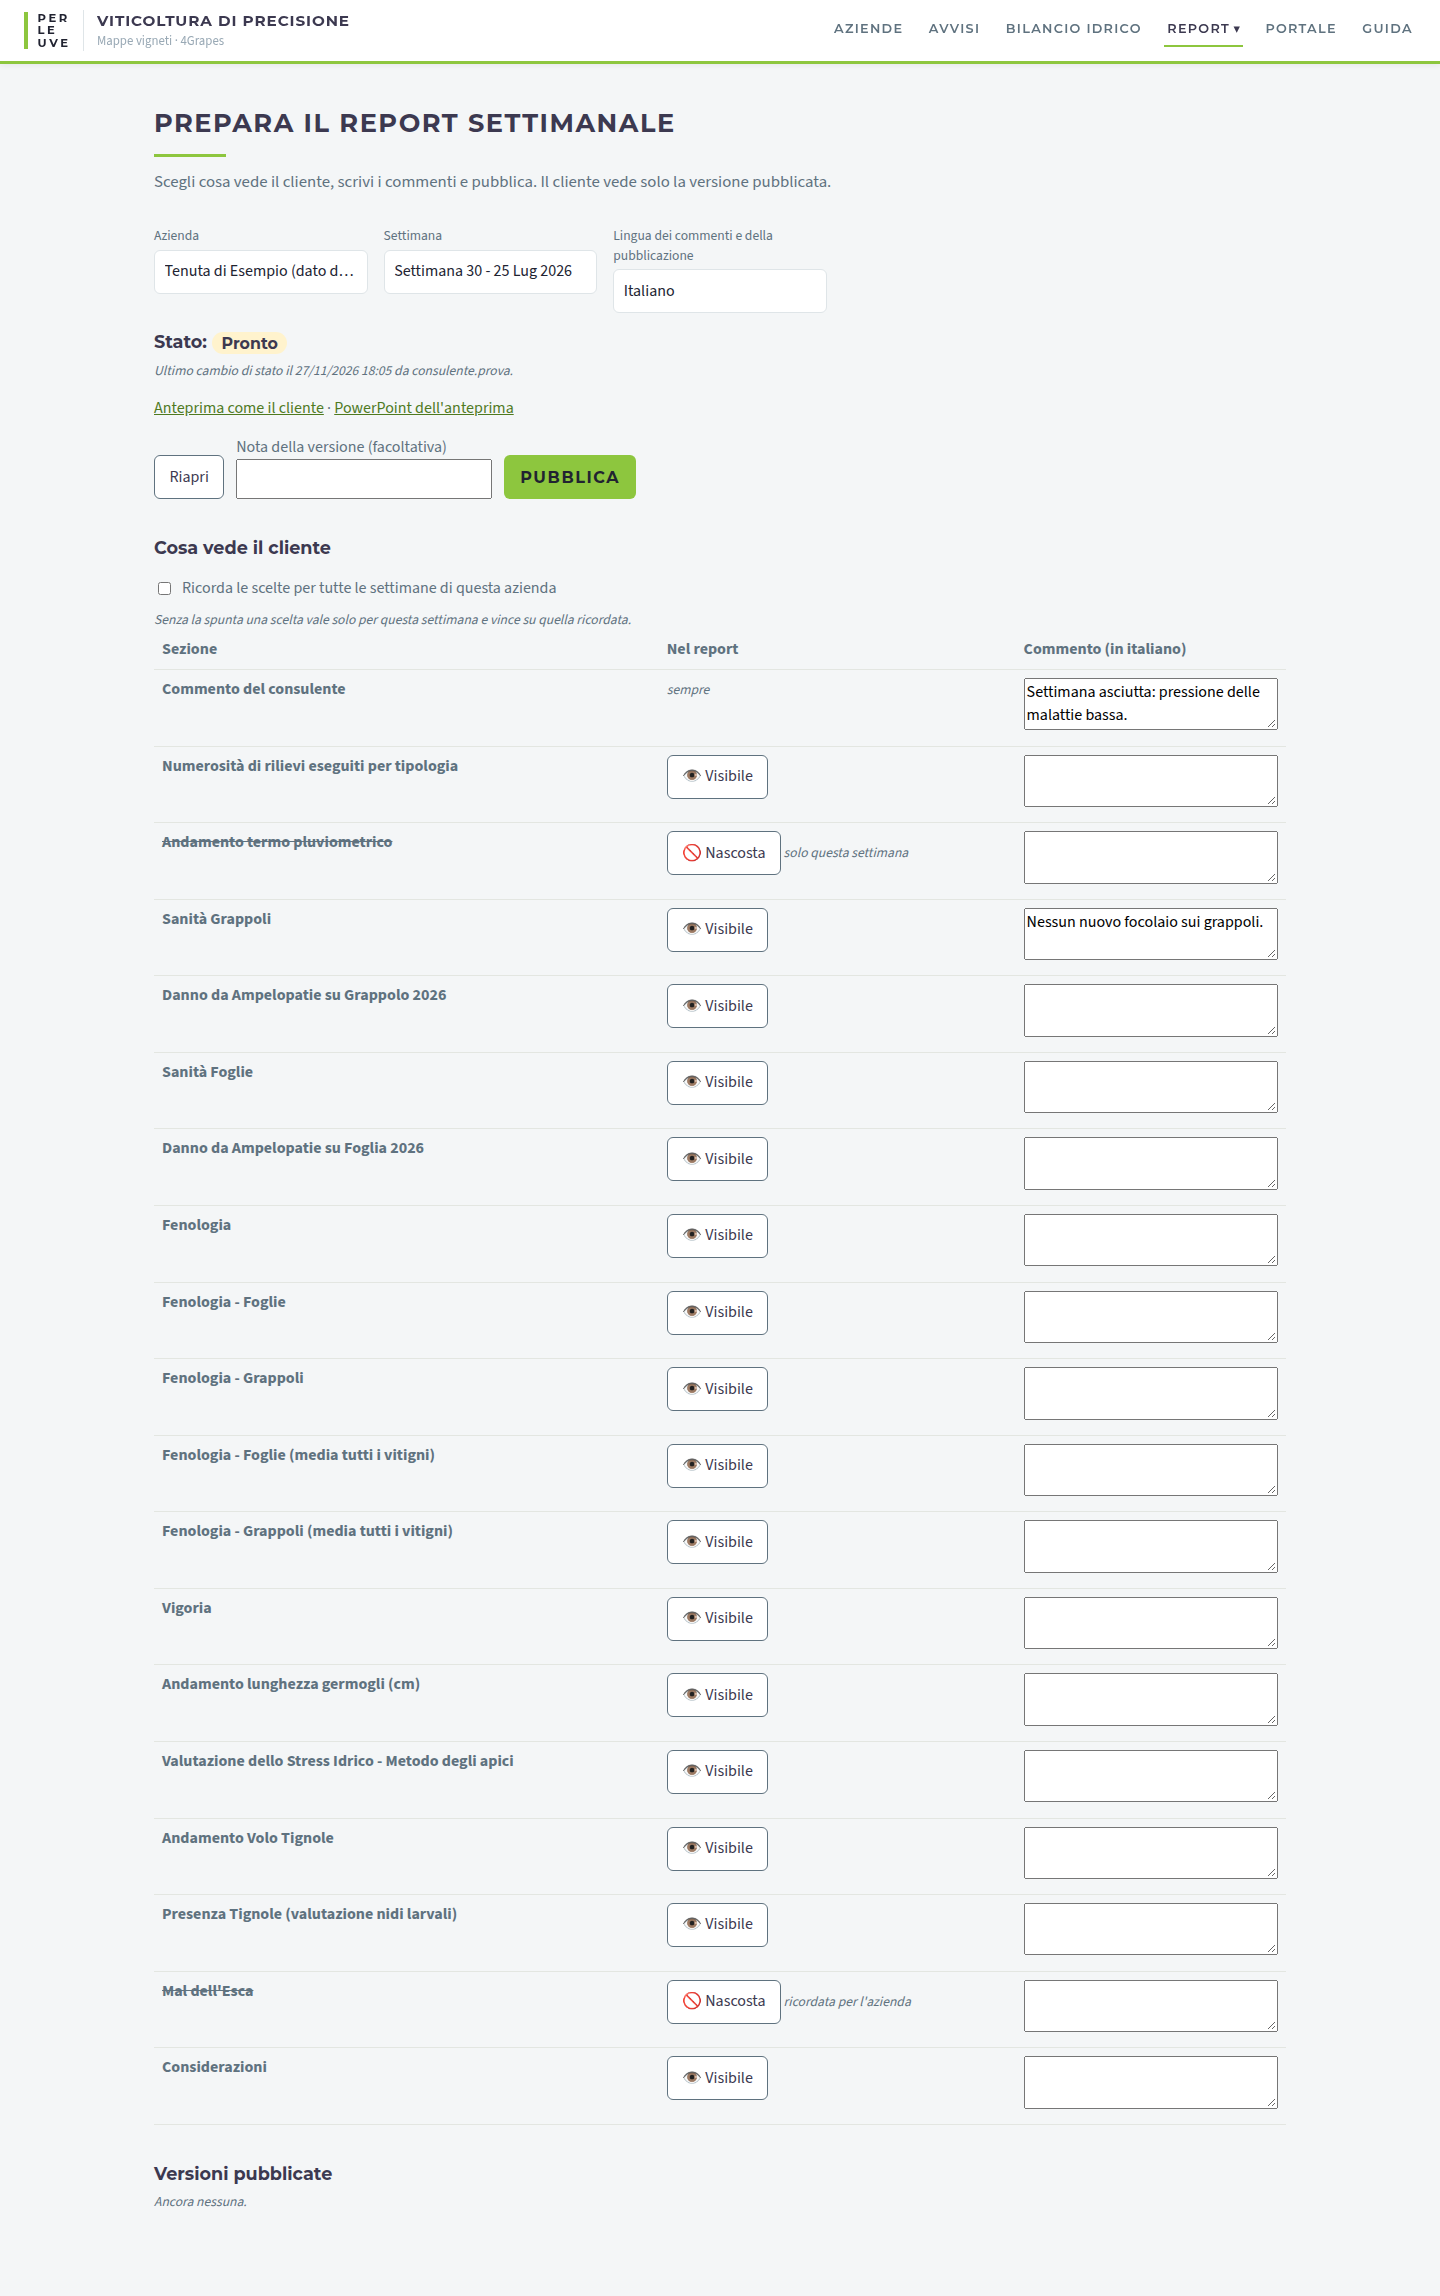 PER
LE
UVE
VITICOLTURA DI PRECISIONE
Mappe vigneti · 4Grapes
AZIENDE AVVISI BILANCIO IDRICO REPORT ▾ PORTALE GUIDA
PREPARA IL REPORT SETTIMANALE
Scegli cosa vede il cliente, scrivi i commenti e pubblica. Il cliente vede solo la versione pubblicata.
Azienda
Tenuta di Esempio (dato d…
Settimana
Settimana 30 - 25 Lug 2026
Lingua dei commenti e della
pubblicazione
Italiano
Stato: Pronto
Ultimo cambio di stato il 27/11/2026 18:05 da consulente.prova.
Anteprima come il cliente · PowerPoint dell'anteprima
Riapri
Nota della versione (facoltativa)
PUBBLICA
Cosa vede il cliente
Ricorda le scelte per tutte le settimane di questa azienda
Senza la spunta una scelta vale solo per questa settimana e vince su quella ricordata.
Sezione Nel report Commento (in italiano)
Commento del consulente sempre Settimana asciutta: pressione delle
malattie bassa.
Numerosità di rilievi eseguiti per tipologia 👁 Visibile
Andamento termo pluviometrico 🚫 Nascosta solo questa settimana
Sanità Grappoli 👁 Visibile Nessun nuovo focolaio sui grappoli.
Danno da Ampelopatie su Grappolo 2026 👁 Visibile
Sanità Foglie 👁 Visibile
Danno da Ampelopatie su Foglia 2026 👁 Visibile
Fenologia 👁 Visibile
Fenologia - Foglie 👁 Visibile
Fenologia - Grappoli 👁 Visibile
Fenologia - Foglie (media tutti i vitigni) 👁 Visibile
Fenologia - Grappoli (media tutti i vitigni) 👁 Visibile
Vigoria 👁 Visibile
Andamento lunghezza germogli (cm) 👁 Visibile
Valutazione dello Stress Idrico - Metodo degli apici 👁 Visibile
Andamento Volo Tignole 👁 Visibile
Presenza Tignole (valutazione nidi larvali) 👁 Visibile
Mal dell'Esca 🚫 Nascosta ricordata per l'azienda
Considerazioni 👁 Visibile
Versioni pubblicate
Ancora nessuna.